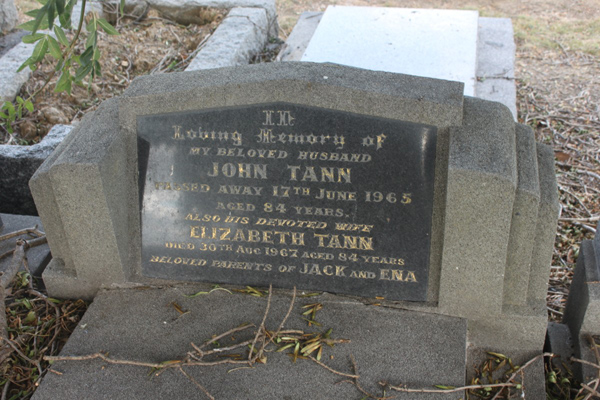 In
Loving Memory of
MY BELOVED HUSBAND
JOHN TANN
PASSED AWAY 17TH JUNE 1965
AGED 84 YEARS.
ALSO HIS DEVOTED WIFE
ELIZABETH TANN
DIED 30TH AUG 1967 AGED 84 YEARS
BELOVED PARENTS OF JACK AND ENA